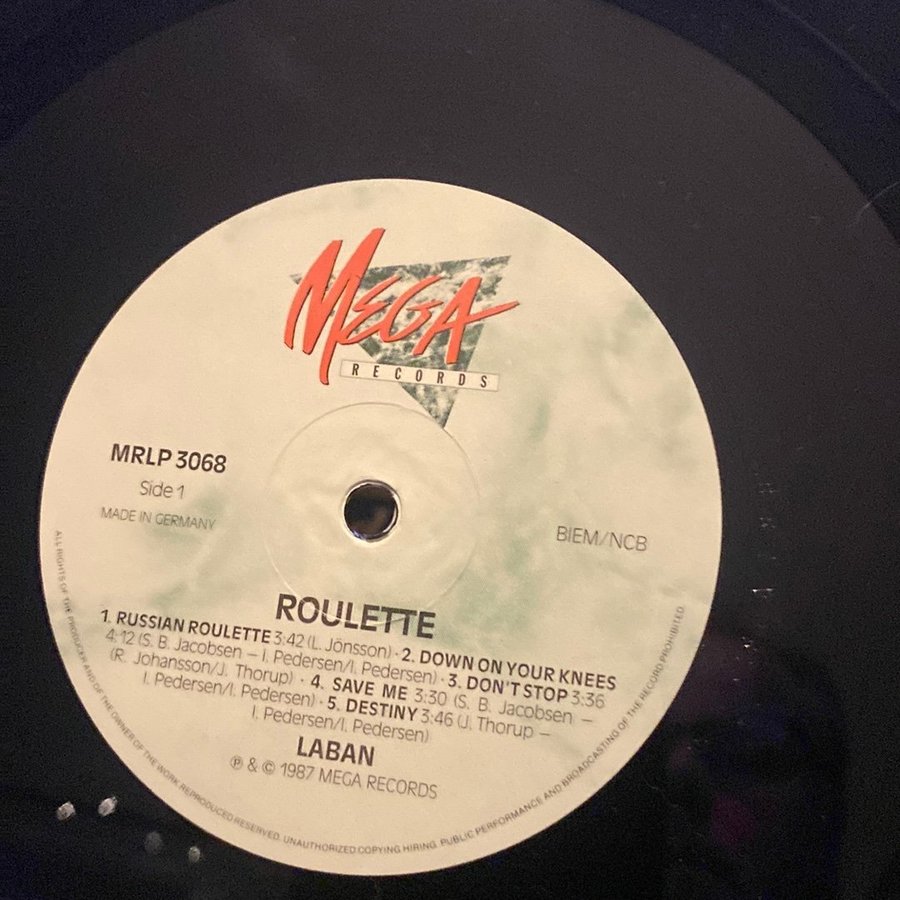 MEGA
RECORDS
MRLP 3068
Side 1
MADE IN GERMANY
BIEM/NCB
ROULETTE
1. RUSSIAN ROULETTE 3:42 (L. Jönsson) · 2. DOWN ON YOUR KNEES
4:12 (S. B. Jacobsen – I. Pedersen/I. Pedersen) · 3. DON'T STOP 3:36
(R. Johansson/J. Thorup) · 4. SAVE ME 3:30 (S. B. Jacobsen –
I. Pedersen/I. Pedersen) · 5. DESTINY 3:46 (J. Thorup –
I. Pedersen/I. Pedersen)
LABAN
℗ & © 1987 MEGA RECORDS
ALL RIGHTS OF THE PRODUCER AND OF THE OWNER OF THE WORK REPRODUCED RESERVED. UNAUTHORIZED COPYING HIRING. PUBLIC PERFORMANCE AND BROADCASTING OF THE RECORD PROHIBITED.